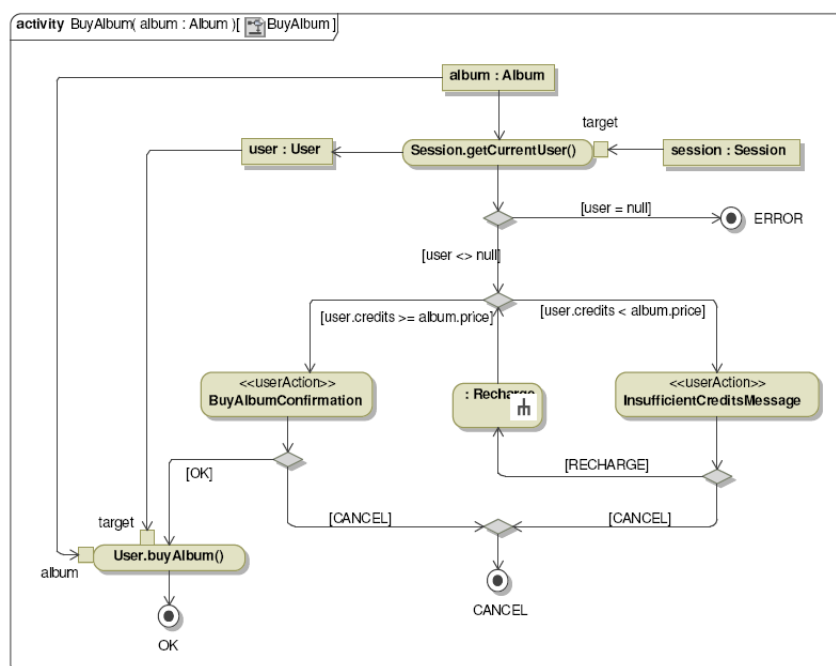 activity BuyAlbum( album : Album )[ BuyAlbum ]
album : Album
target
user : User
Session.getCurrentUser()
session : Session
[user = null]
ERROR
[user <> null]
[user.credits >= album.price]
[user.credits < album.price]
<<userAction>>
BuyAlbumConfirmation
: Recharge
<<userAction>>
InsufficientCreditsMessage
[OK]
[RECHARGE]
[CANCEL]
[CANCEL]
target
User.buyAlbum()
album
CANCEL
OK